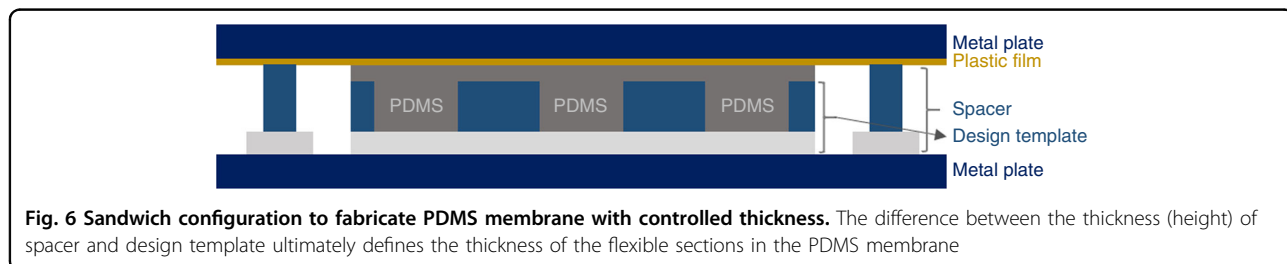 Metal plate
Plastic film
PDMS PDMS PDMS
Spacer
Design template
Metal plate
Fig. 6 Sandwich configuration to fabricate PDMS membrane with controlled thickness. The difference between the thickness (height) of
spacer and design template ultimately defines the thickness of the flexible sections in the PDMS membrane